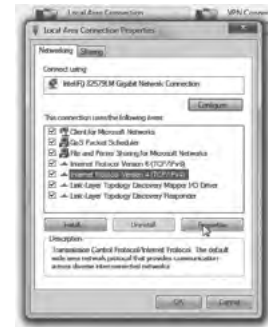 Local Area Connection
VPN Connec
Local Area Connection Properties
Networking
Sharing
Connect using:
Intel(R) 82579LM Gigabit Network Connection
Configure...
This connection uses the following items:
Client for Microsoft Networks
QoS Packet Scheduler
File and Printer Sharing for Microsoft Networks
Internet Protocol Version 6 (TCP/IPv6)
Internet Protocol Version 4 (TCP/IPv4)
Link-Layer Topology Discovery Mapper I/O Driver
Link-Layer Topology Discovery Responder
Install...
Uninstall
Properties
Description
Transmission Control Protocol/Internet Protocol. The default
wide area network protocol that provides communication
across diverse interconnected networks.
OK
Cancel